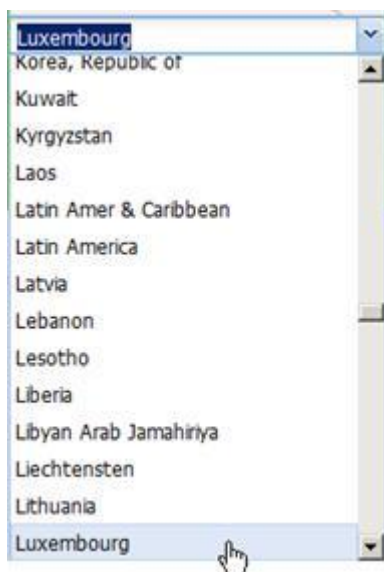 Luxembourg
Korea, Republic of
Kuwait
Kyrgyzstan
Laos
Latin Amer & Caribbean
Latin America
Latvia
Lebanon
Lesotho
Liberia
Libyan Arab Jamahiriya
Liechtensten
Lithuania
Luxembourg